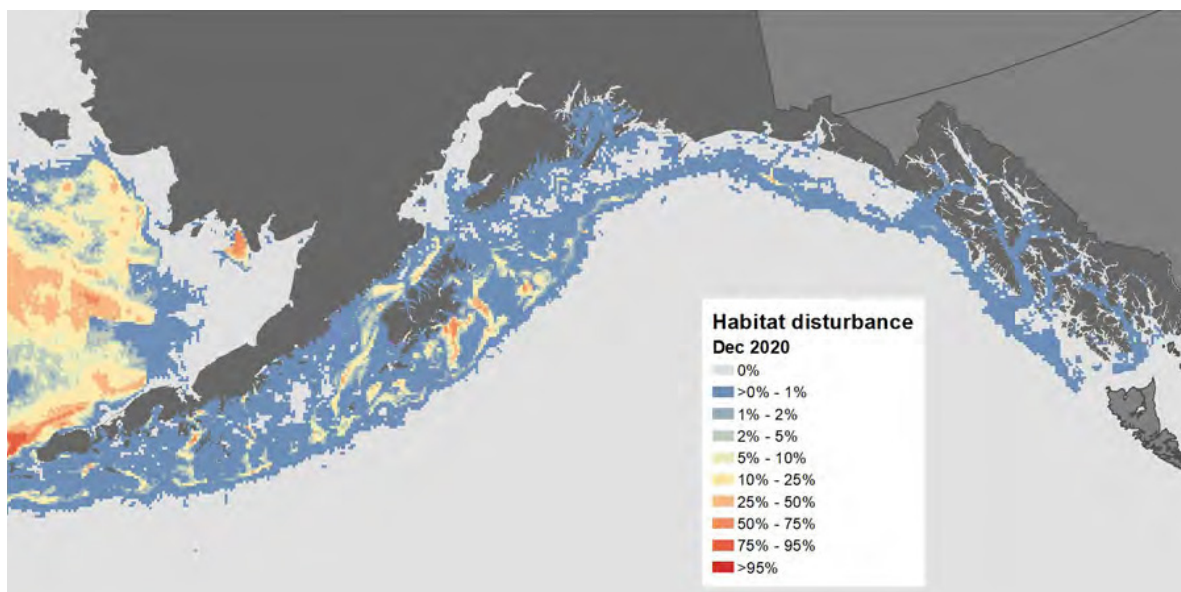 Habitat disturbance
Dec 2020
0%
>0% - 1%
1% - 2%
2% - 5%
5% - 10%
10% - 25%
25% - 50%
50% - 75%
75% - 95%
>95%